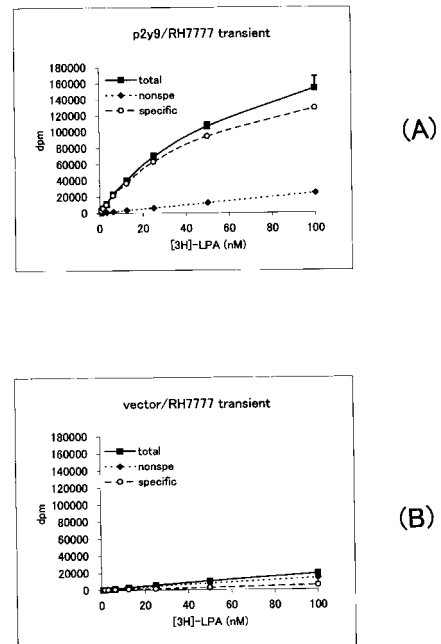 p2y9/RH7777 transient
180000
160000
140000
120000
100000
80000
60000
40000
20000
0
total
nonspe
specific
dpm
0 20 40 60 80 100
[3H]-LPA (nM)
(A)
vector/RH7777 transient
180000
160000
140000
120000
100000
80000
60000
40000
20000
0
total
nonspe
specific
dpm
0 20 40 60 80 100
[3H]-LPA (nM)
(B)